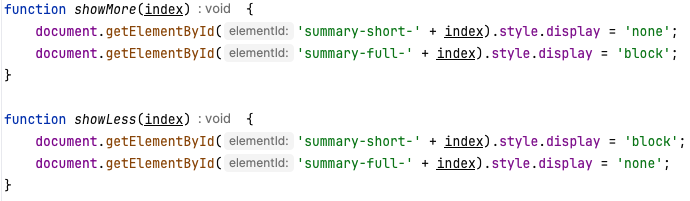 function showMore(index) : void {
    document.getElementById( elementId: 'summary-short-' + index).style.display = 'none';
    document.getElementById( elementId: 'summary-full-' + index).style.display = 'block';
}
function showLess(index) : void {
    document.getElementById( elementId: 'summary-short-' + index).style.display = 'block';
    document.getElementById( elementId: 'summary-full-' + index).style.display = 'none';
}